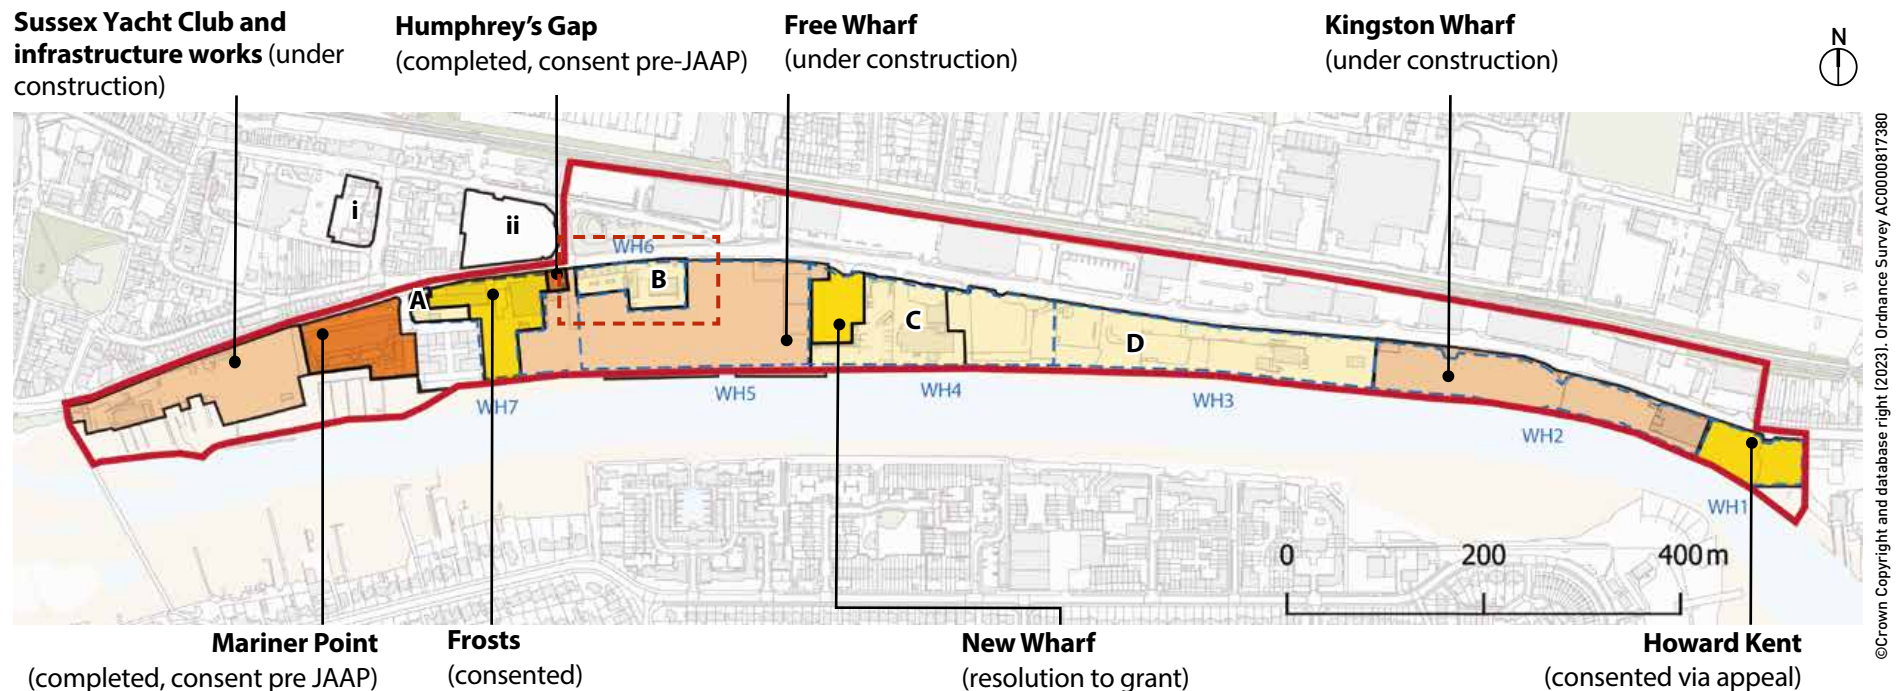 Sussex Yacht Club and
infrastructure works (under
construction)
Humphrey’s Gap
(completed, consent pre-JAAP)
Free Wharf
(under construction)
Kingston Wharf
(under construction)
N
i
ii
WH6
A
B
C
D
WH7
WH5
WH4
WH3
WH2
WH1
0
200
400m
Mariner Point
(completed, consent pre JAAP)
Frosts
(consented)
New Wharf
(resolution to grant)
Howard Kent
(consented via appeal)
©Crown Copyright and database right [2023]. Ordnance Survey AC0000817380